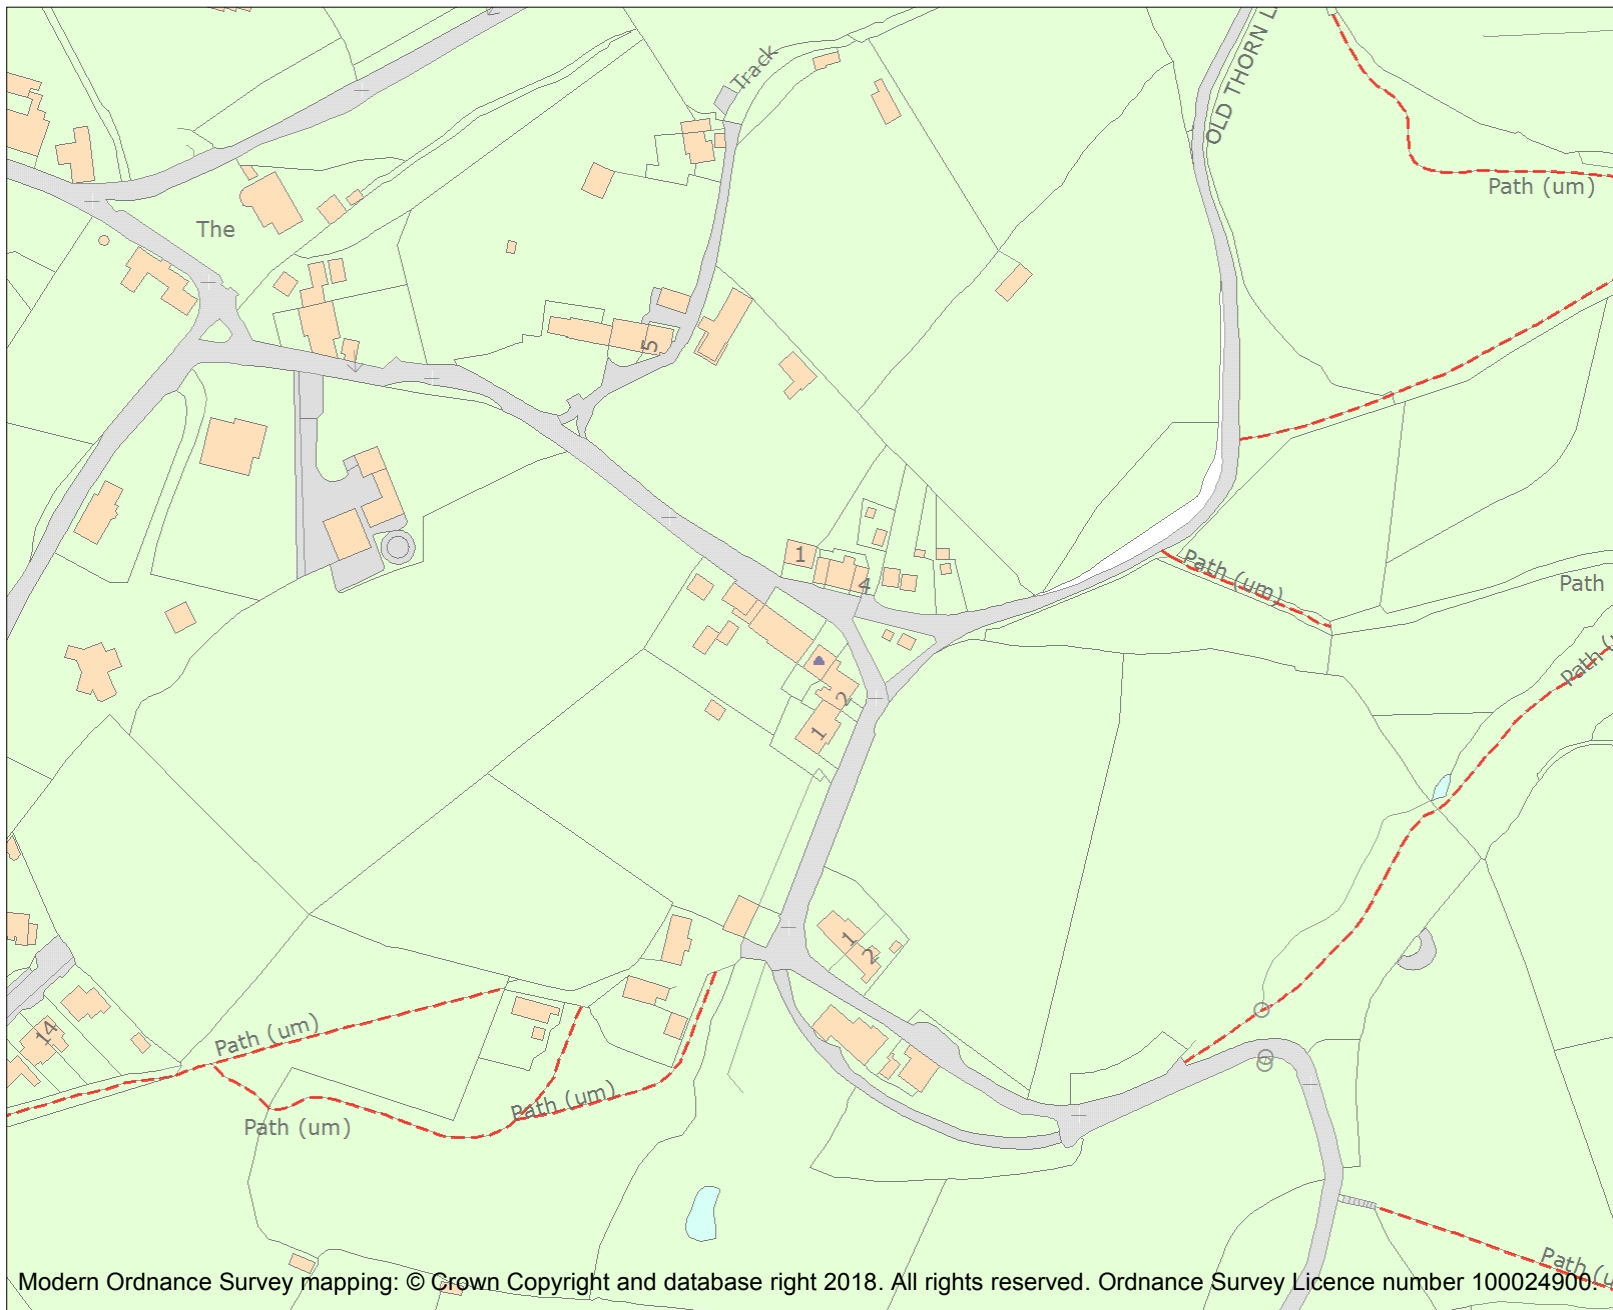 Track
OLD THORN L
Path (um)
The
5
1
4
Path (um)
Path
Path
2
1
1
2
14
Path (um)
Path (um)
Path (um)
Path
Modern Ordnance Survey mapping: © Crown Copyright and database right 2018. All rights reserved. Ordnance Survey Licence number 100024900.